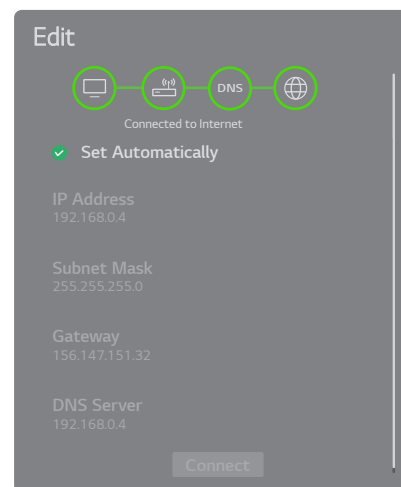 Edit
DNS
Connected to Internet
Set Automatically
IP Address
192.168.0.4
Subnet Mask
255.255.255.0
Gateway
156.147.151.32
DNS Server
192.168.0.4
Connect